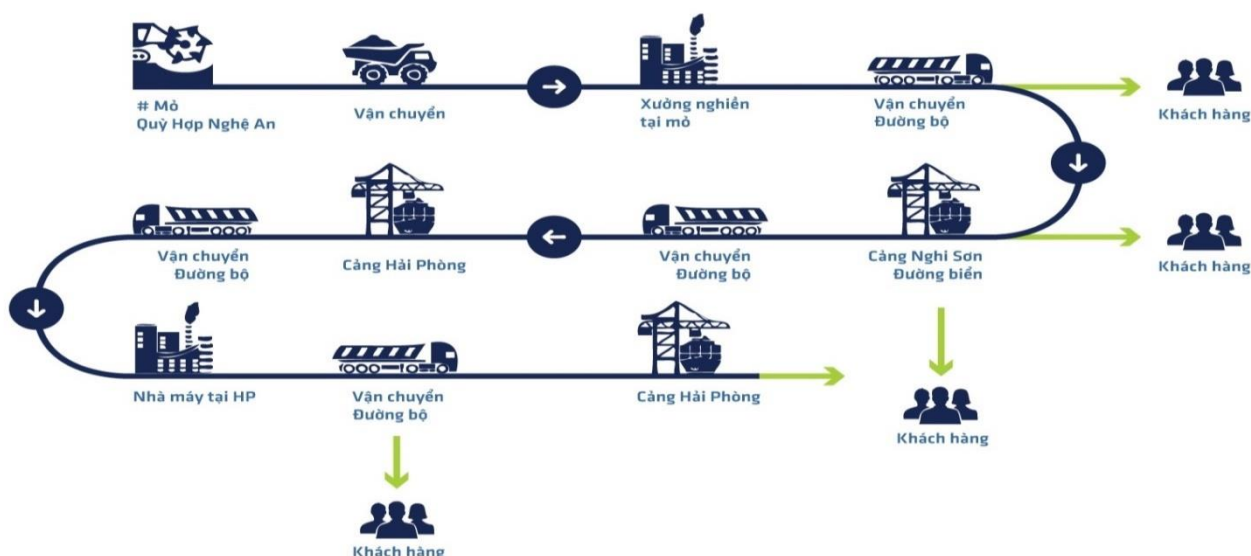 # Mỏ
Quỳ Hợp Nghệ An
Vận chuyển
Xưởng nghiền
tại mỏ
Vận chuyển
Đường bộ
Khách hàng
Vận chuyển
Đường bộ
Cảng Hải Phòng
Vận chuyển
Đường bộ
Cảng Nghi Sơn
Đường biển
Khách hàng
Nhà máy tại HP
Vận chuyển
Đường bộ
Cảng Hải Phòng
Khách hàng
Khách hàng